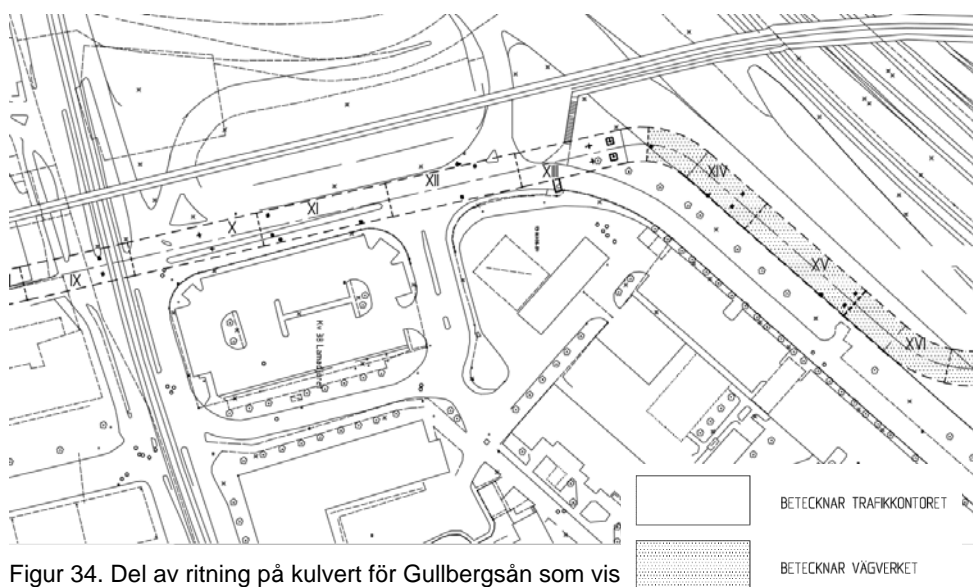 IX
X
XI
XII
XIII
XIV
XV
XVI
BETECKNAR TRAFIKKONTORET
BETECKNAR VÄGVERKET
Figur 34. Del av ritning på kulvert för Gullbergsån som vis